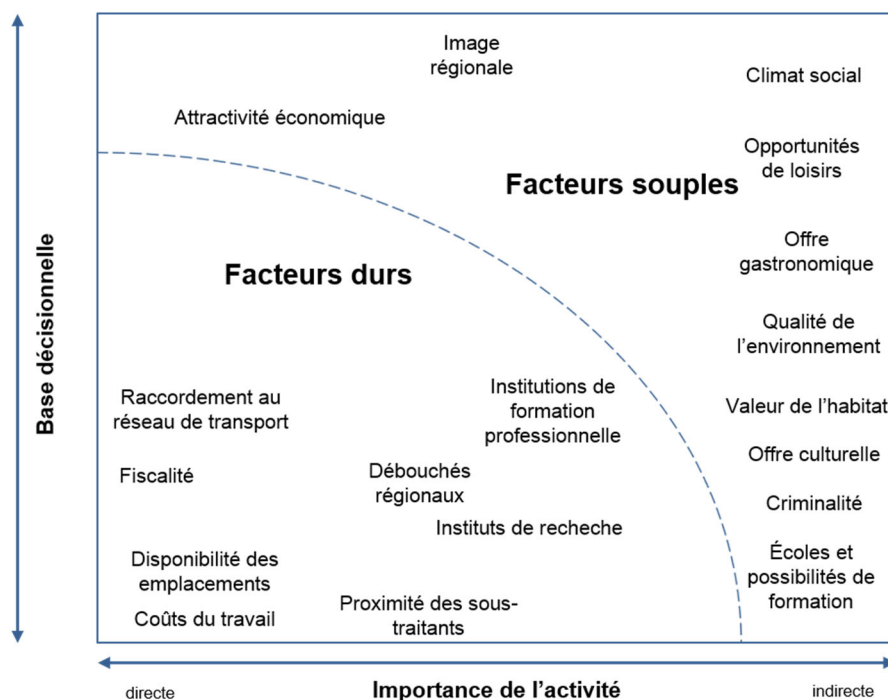 Image
régionale
Climat social
Attractivité économique
Opportunités
de loisirs
Facteurs souples
Offre
gastronomique
Facteurs durs
Qualité de
l’environnement
Base décisionnelle
Raccordement au
réseau de transport
Institutions de
formation
professionnelle
Valeur de l’habitat
Fiscalité
Débouchés
régionaux
Offre culturelle
Instituts de recheche
Criminalité
Disponibilité des
emplacements
Écoles et
possibilités de
formation
Coûts du travail
Proximité des sous-
traitants
directe
Importance de l’activité
indirecte